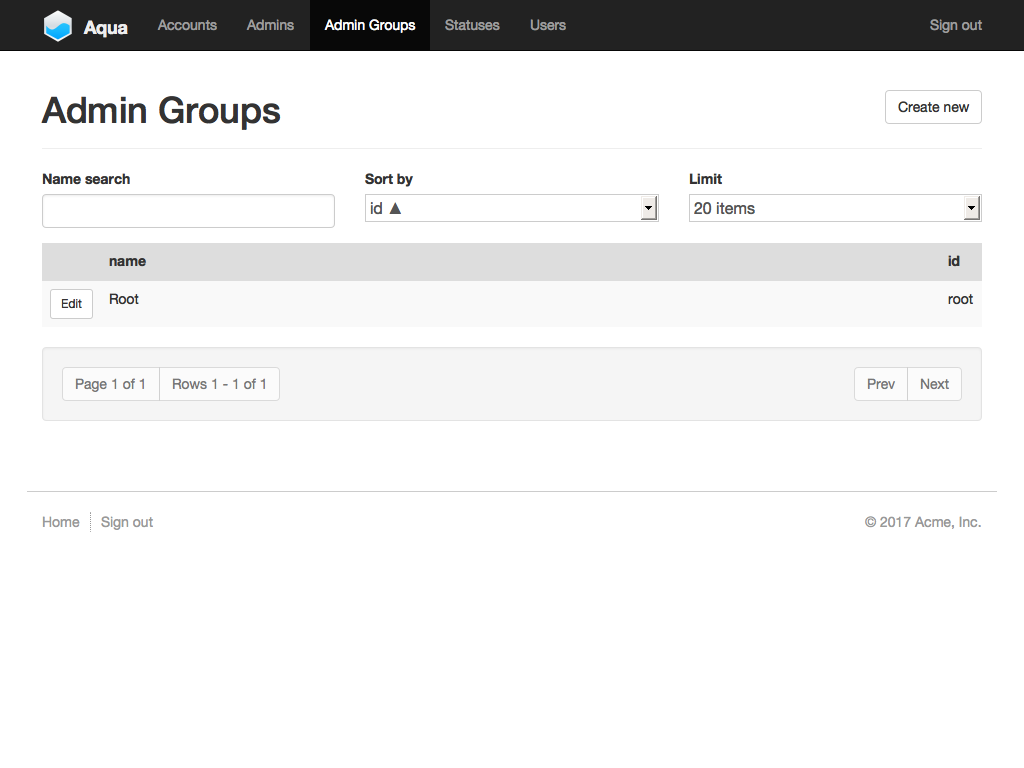 Aqua Accounts Admins Admin Groups Statuses Users Sign out
Admin Groups Create new
Name search Sort by Limit
id ▲ 20 items
name id
Edit Root root
Page 1 of 1 Rows 1 - 1 of 1 Prev Next
Home Sign out © 2017 Acme, Inc.